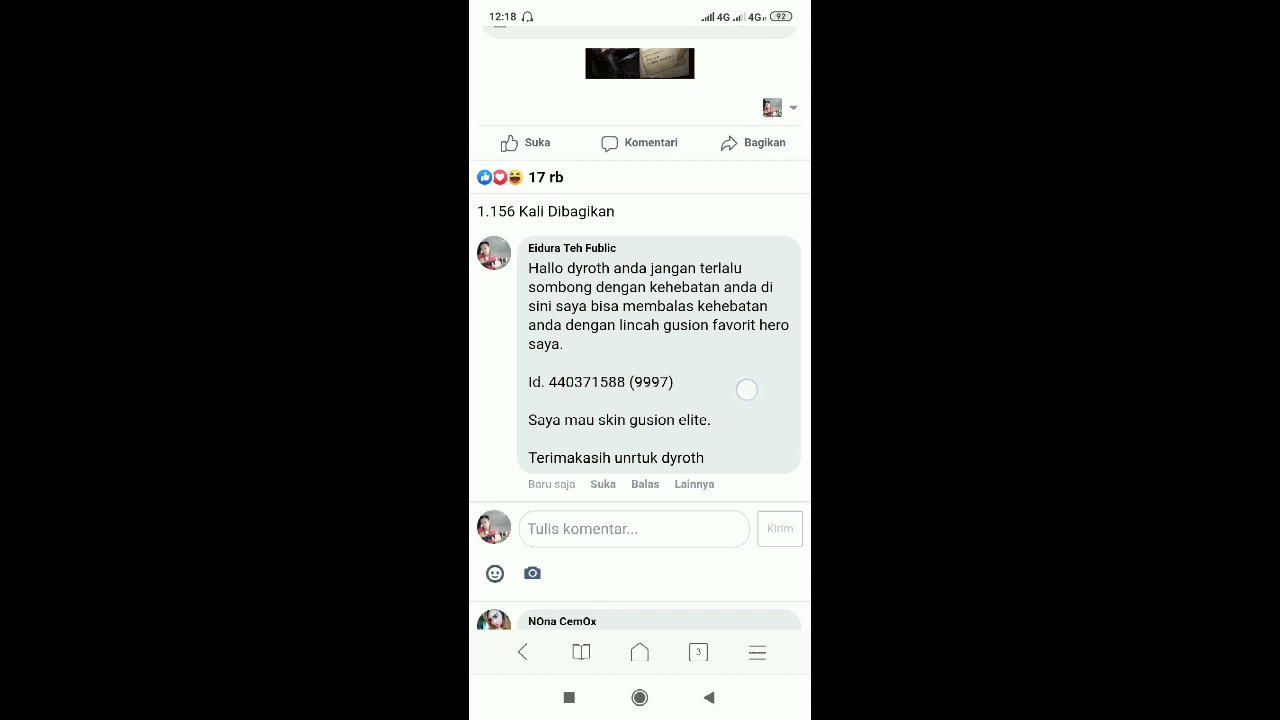 12:18 4G 4G 92
Suka Komentari Bagikan
17 rb
1.156 Kali Dibagikan
Eidura Teh Fublic
Hallo dyroth anda jangan terlalu
sombong dengan kehebatan anda di
sini saya bisa membalas kehebatan
anda dengan lincah gusion favorit hero
saya.
Id. 440371588 (9997)
Saya mau skin gusion elite.
Terimakasih unrtuk dyroth
Baru saja Suka Balas Lainnya
Tulis komentar... Kirim
NOna CemOx
3